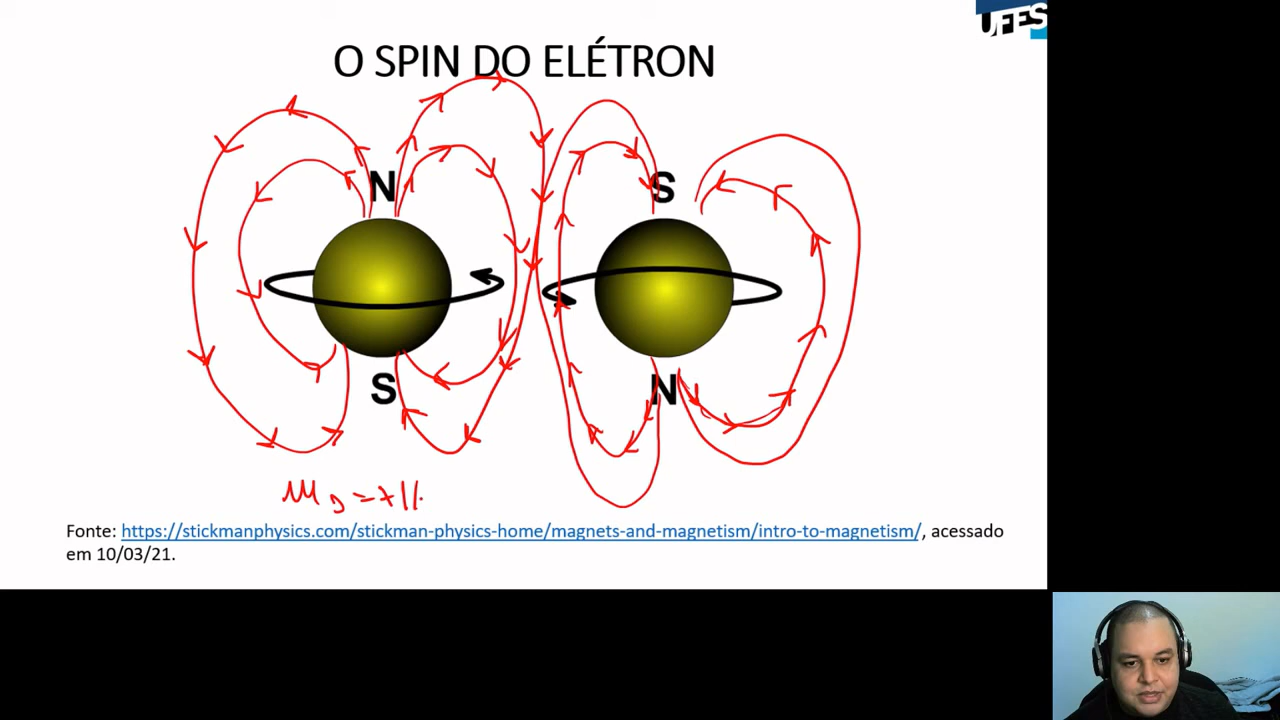 UFES
O SPIN DO ELÉTRON
N
S
S
N
Fonte: https://stickmanphysics.com/stickman-physics-home/magnets-and-magnetism/intro-to-magnetism/, acessado
em 10/03/21.